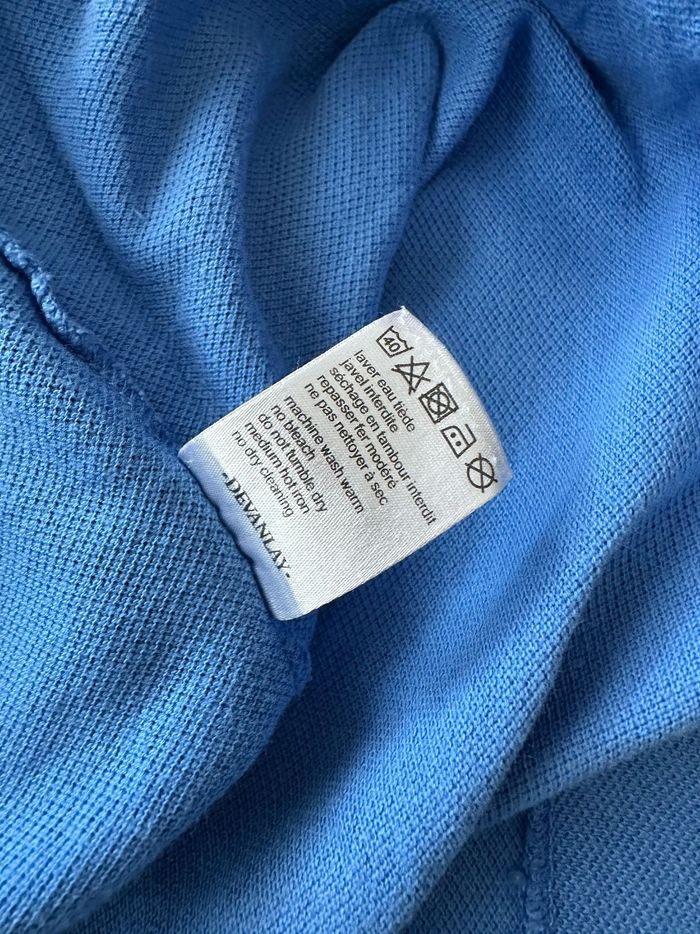 40
laver eau tiède
javel interdite
séchage en tambour interdit
repasser fer modéré
ne pas nettoyer à sec
machine wash warm
no bleach
do not tumble dry
medium hot iron
no dry cleaning
-DEVANLAY-